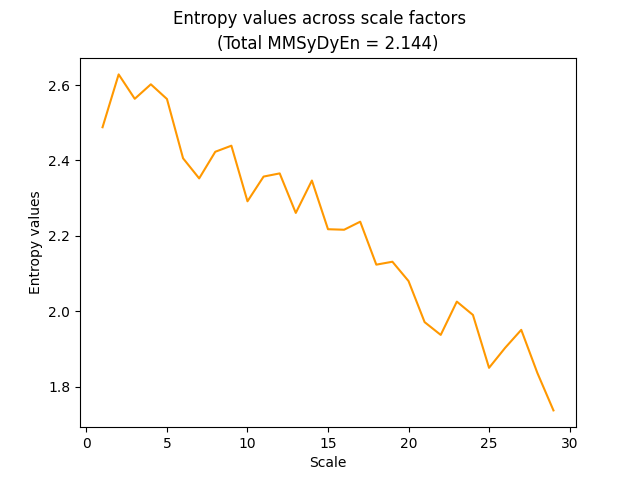 Entropy values across scale factors
(Total MMSyDyEn = 2.144)
2.6
2.4
2.2
2.0
1.8
Entropy values
0 5 10 15 20 25 30
Scale